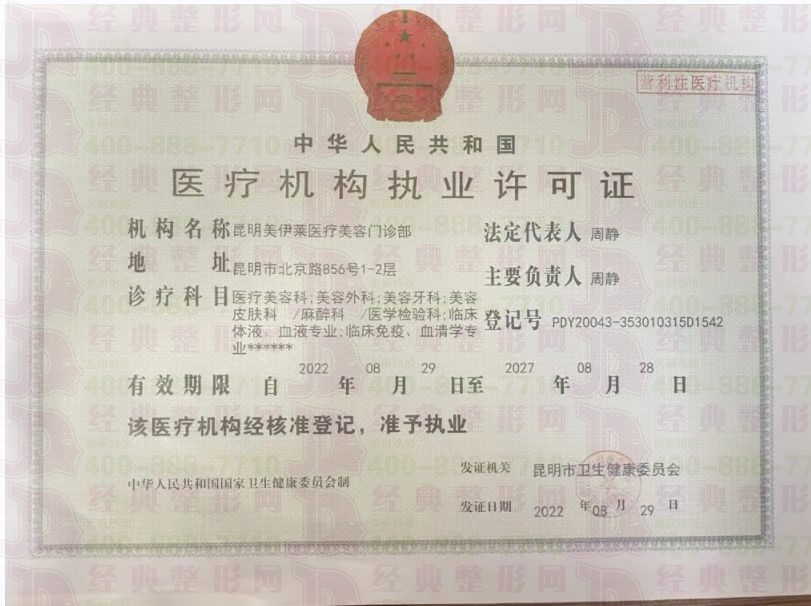 营利性医疗机构
中华人民共和国
医疗机构执业许可证
机构名称 昆明美伊莱医疗美容门诊部
法定代表人 周静
地址 昆明市北京路856号1-2层
主要负责人 周静
诊疗科目 医疗美容科;美容外科;美容牙科;美容
皮肤科 /麻醉科 /医学检验科;临床
体液、血液专业;临床免疫、血清学专
业******
登记号 PDY20043-353010315D1542
有效期限 自 2022 年 08 月 29 日至 2027 年 08 月 28 日
该医疗机构经核准登记，准予执业
中华人民共和国国家卫生健康委员会制
发证机关 昆明市卫生健康委员会
发证日期 2022 年 08 月 29 日
经典整形网
400-888-7710